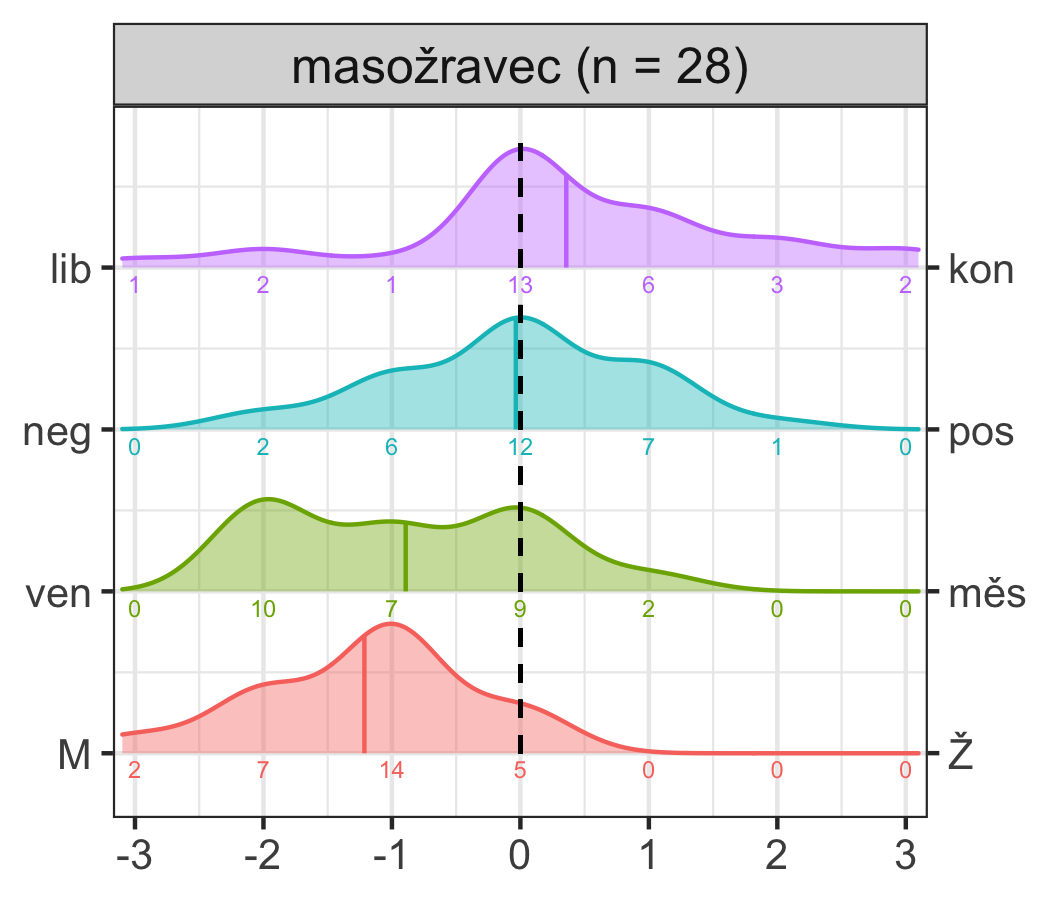 masožravec (n = 28)
lib kon
1 2 1 13 6 3 2
neg pos
0 2 6 12 7 1 0
ven měs
0 10 7 9 2 0 0
M Ž
2 7 14 5 0 0 0
-3 -2 -1 0 1 2 3